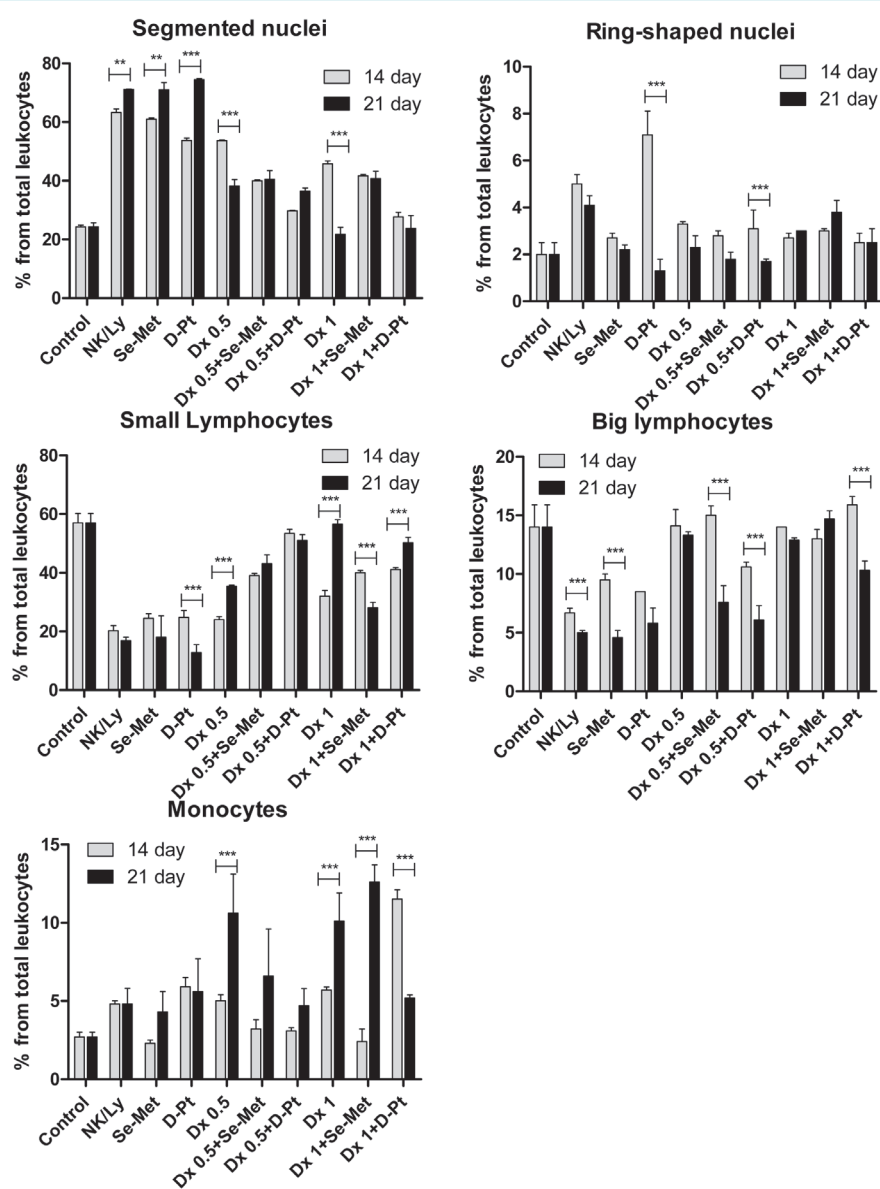 Segmented nuclei
% from total leukocytes
80
60
40
20
0
14 day
21 day
** ** *** *** ***
Control NK/Ly Se-Met D-Pt Dx 0.5 Dx 0.5+Se-Met Dx 0.5+D-Pt Dx 1 Dx 1+Se-Met Dx 1+D-Pt
Ring-shaped nuclei
% from total leukocytes
10
8
6
4
2
0
14 day
21 day
*** ***
Control NK/Ly Se-Met D-Pt Dx 0.5 Dx 0.5+Se-Met Dx 0.5+D-Pt Dx 1 Dx 1+Se-Met Dx 1+D-Pt
Small Lymphocytes
% from total leukocytes
80
60
40
20
0
14 day
21 day
*** *** *** *** ***
Control NK/Ly Se-Met D-Pt Dx 0.5 Dx 0.5+Se-Met Dx 0.5+D-Pt Dx 1 Dx 1+Se-Met Dx 1+D-Pt
Big lymphocytes
% from total leukocytes
20
15
10
5
0
14 day
21 day
*** *** *** *** ***
Control NK/Ly Se-Met D-Pt Dx 0.5 Dx 0.5+Se-Met Dx 0.5+D-Pt Dx 1 Dx 1+Se-Met Dx 1+D-Pt
Monocytes
% from total leukocytes
15
10
5
0
14 day
21 day
*** *** *** ***
Control NK/Ly Se-Met D-Pt Dx 0.5 Dx 0.5+Se-Met Dx 0.5+D-Pt Dx 1 Dx 1+Se-Met Dx 1+D-Pt